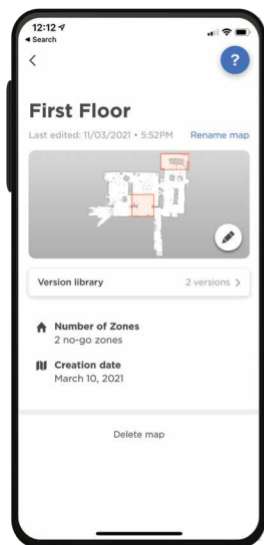 12:12
◄ Search
?
First Floor
Last edited: 11/03/2021 • 5:52PM Rename map
Version library 2 versions >
Number of Zones
2 no-go zones
Creation date
March 10, 2021
Delete map